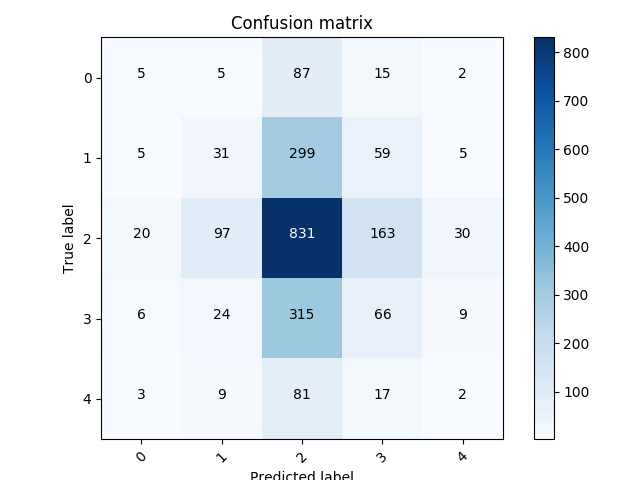 Confusion matrix
0 5 5 87 15 2
1 5 31 299 59 5
2 20 97 831 163 30
3 6 24 315 66 9
4 3 9 81 17 2
0 1 2 3 4
True label
Predicted label
800
700
600
500
400
300
200
100